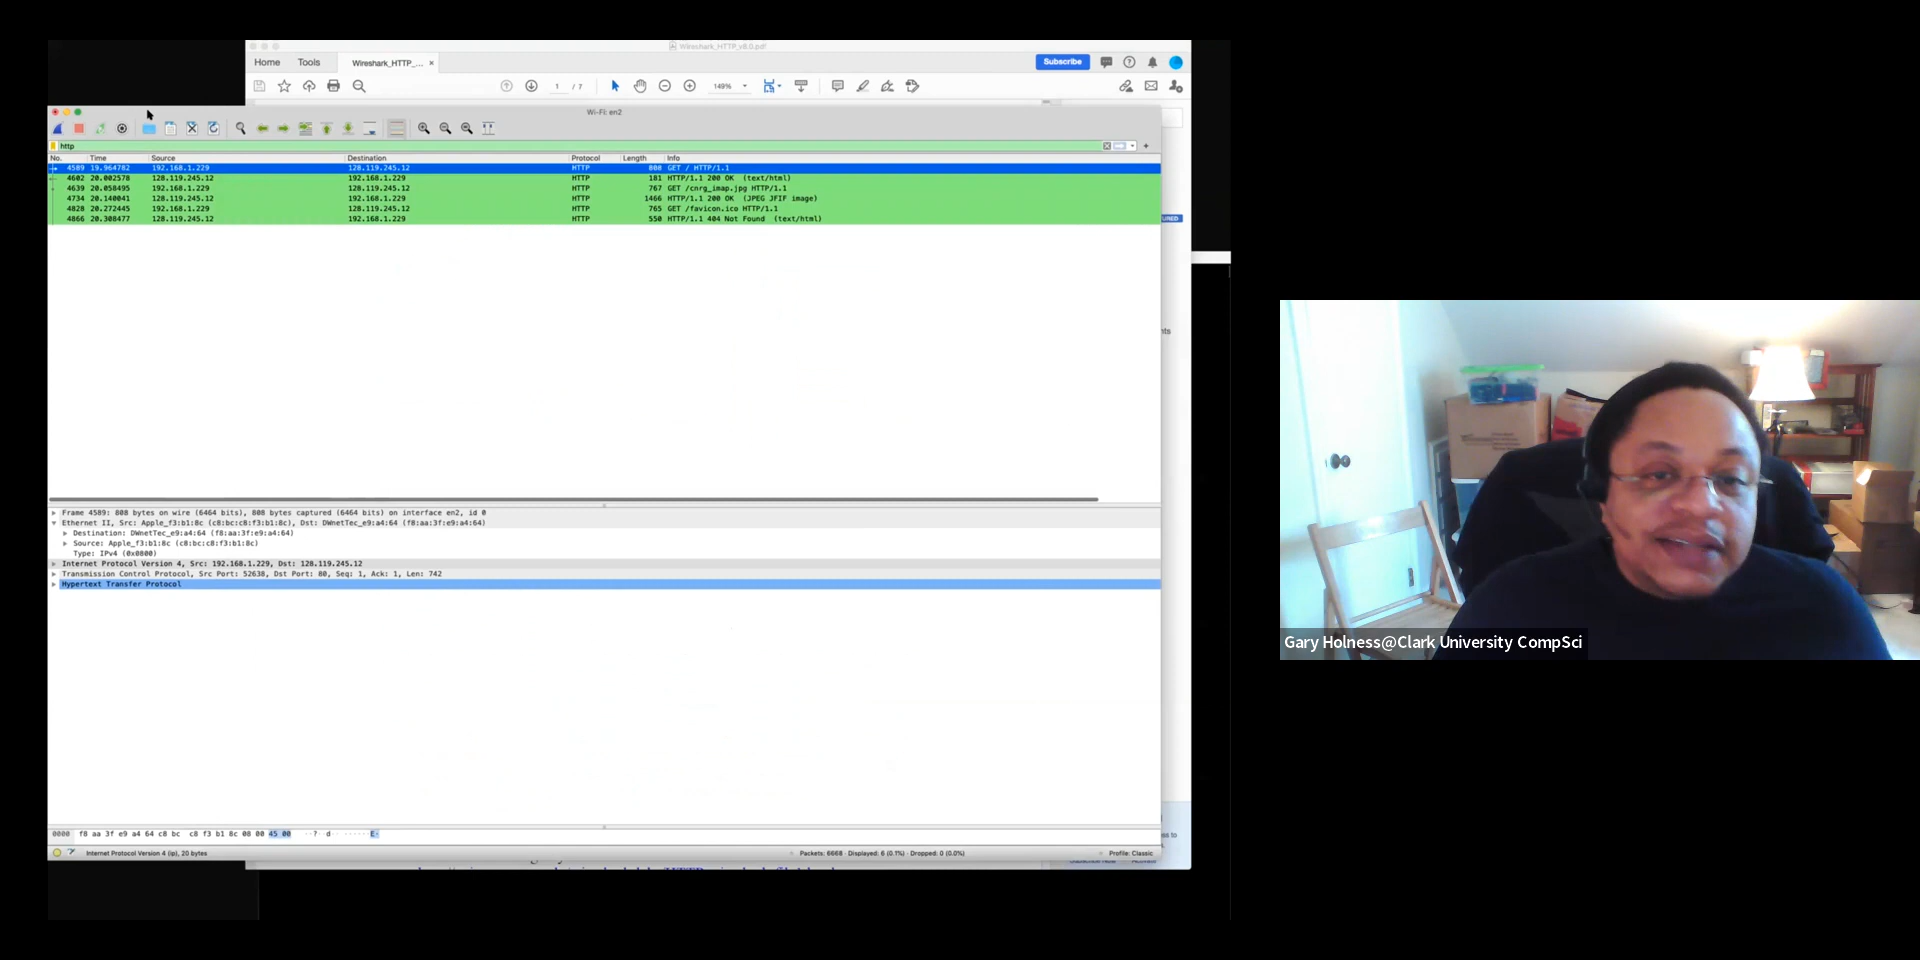 Wireshark_HTTP_v8.0.pdf
Home Tools Wireshark_HTTP_... ×
Subscribe
1 / 7 149%
Wi-Fi: en2
http
No. Time Source Destination Protocol Length Info
4589 19.964782 192.168.1.229 128.119.245.12 HTTP 808 GET / HTTP/1.1
4602 20.002578 128.119.245.12 192.168.1.229 HTTP 181 HTTP/1.1 200 OK (text/html)
4639 20.058495 192.168.1.229 128.119.245.12 HTTP 767 GET /cnrg_imap.jpg HTTP/1.1
4734 20.140041 128.119.245.12 192.168.1.229 HTTP 1466 HTTP/1.1 200 OK (JPEG JFIF image)
4828 20.272445 192.168.1.229 128.119.245.12 HTTP 765 GET /favicon.ico HTTP/1.1
4866 20.308477 128.119.245.12 192.168.1.229 HTTP 550 HTTP/1.1 404 Not Found (text/html)
Frame 4589: 808 bytes on wire (6464 bits), 808 bytes captured (6464 bits) on interface en2, id 0
Ethernet II, Src: Apple_f3:b1:8c (c8:bc:c8:f3:b1:8c), Dst: DWnetTec_e9:a4:64 (f8:aa:3f:e9:a4:64)
Destination: DWnetTec_e9:a4:64 (f8:aa:3f:e9:a4:64)
Source: Apple_f3:b1:8c (c8:bc:c8:f3:b1:8c)
Type: IPv4 (0x0800)
Internet Protocol Version 4, Src: 192.168.1.229, Dst: 128.119.245.12
Transmission Control Protocol, Src Port: 52638, Dst Port: 80, Seq: 1, Ack: 1, Len: 742
Hypertext Transfer Protocol
0000 f8 aa 3f e9 a4 64 c8 bc c8 f3 b1 8c 08 00 45 00 ··?··d·· ······E·
Internet Protocol Version 4 (ip), 20 bytes
Packets: 6668 · Displayed: 6 (0.1%) · Dropped: 0 (0.0%)
Profile: Classic
Gary Holness@Clark University CompSci